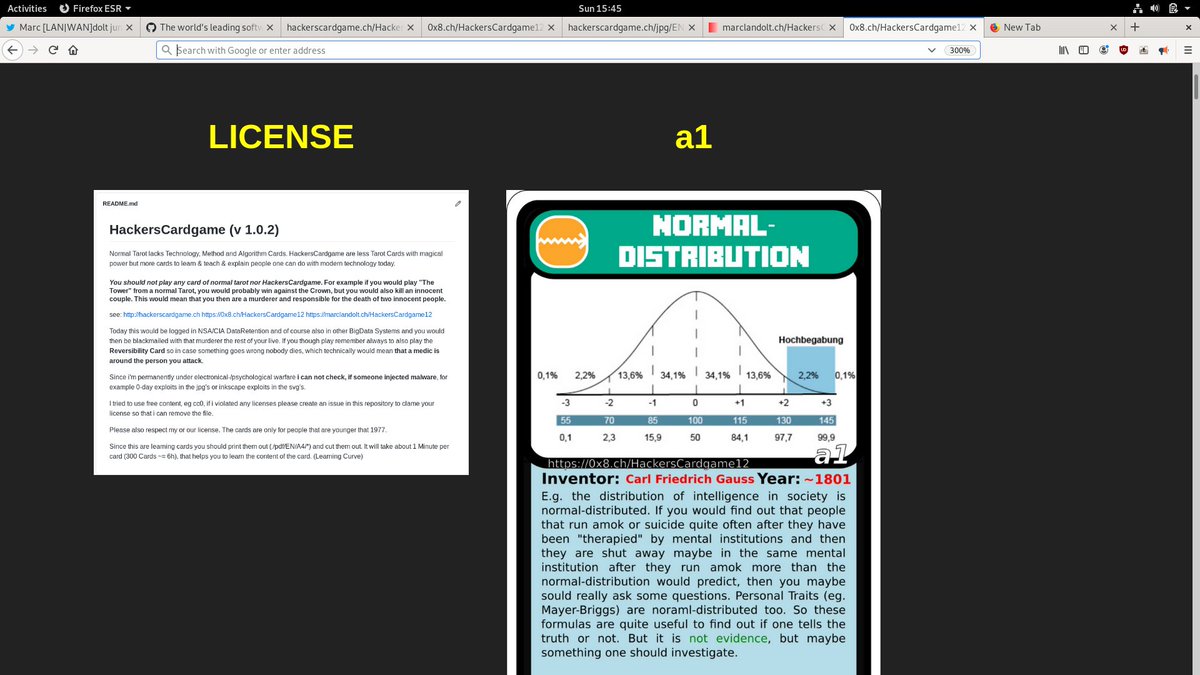 Activities Firefox ESR Sun 15:45
Marc [LAN|WAN]dolt ju The world's leading softw hackerscardgame.ch/Hacke 0x8.ch/HackersCardgame12 hackerscardgame.ch/jpg/EN marclandolt.ch/HackersC 0x8.ch/HackersCardgame12 New Tab
Search with Google or enter address 300%
LICENSE
README.md
HackersCardgame (v 1.0.2)
Normal Tarot lacks Technology, Method and Algorithm Cards. HackersCardgame are less Tarot Cards with magical
power but more cards to learn & teach & explain people one can do with modern technology today.
You should not play any card of normal tarot nor HackersCardgame. For example if you would play "The
Tower" from a normal Tarot, you would probably win against the Crown, but you would also kill an innocent
couple. This would mean that you then are a murderer and responsible for the death of two innocent people.
see: http://hackerscardgame.ch https://0x8.ch/HackersCardgame12 https://marclandolt.ch/HackersCardgame12
Today this would be logged in NSA/CIA DataRetention and of course also in other BigData Systems and you would
then be blackmailed with that murderer the rest of your live. If you though play remember always to also play the
Reversibility Card so in case something goes wrong nobody dies, which technically would mean that a medic is
around the person you attack.
Since i'm permanently under electronical-/psychological warfare i can not check, if someone injected malware, for
example 0-day exploits in the jpg's or inkscape exploits in the svg's.
I tried to use free content, eg cc0, if i violated any licenses please create an issue in this repository to clame your
license so that i can remove the file.
Please also respect my or our license. The cards are only for people that are younger that 1977.
Since this are learning cards you should print them out (./pdf/EN/A4/*) and cut them out. It will take about 1 Minute per
card (300 Cards ~= 6h), that helps you to learn the content of the card. (Learning Curve)
a1
NORMAL-
DISTRIBUTION
Hochbegabung
0,1% 2,2% 13,6% 34,1% 34,1% 13,6% 2,2% 0,1%
-3 -2 -1 0 +1 +2 +3
55 70 85 100 115 130 145
0,1 2,3 15,9 50 84,1 97,7 99,9
a1
https://0x8.ch/HackersCardgame12
Inventor: Carl Friedrich Gauss Year: ~1801
E.g. the distribution of intelligence in society is
normal-distributed. If you would find out that people
that run amok or suicide quite often after they have
been "therapied" by mental institutions and then
they are shut away maybe in the same mental
institution after they run amok more than the
normal-distribution would predict, then you maybe
sould really ask some questions. Personal Traits (eg.
Mayer-Briggs) are noraml-distributed too. So these
formulas are quite useful to find out if one tells the
truth or not. But it is not evidence, but maybe
something one should investigate.